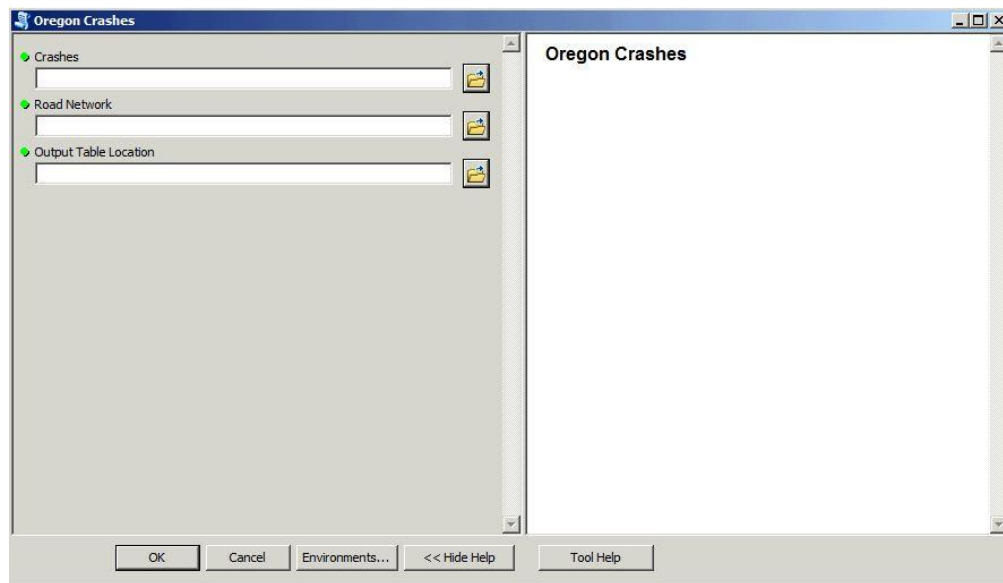 Oregon Crashes
Crashes
Road Network
Output Table Location
Oregon Crashes
OK Cancel Environments... << Hide Help Tool Help